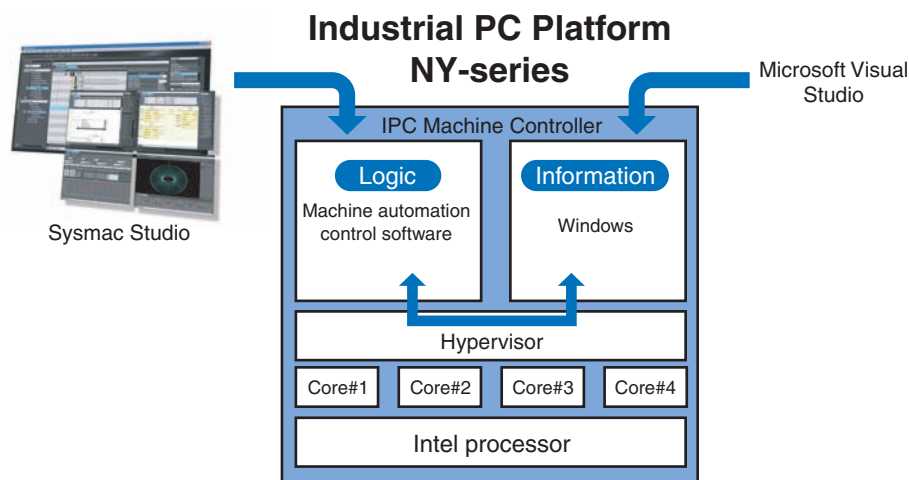 Industrial PC Platform
NY-series
Microsoft Visual
Studio
IPC Machine Controller
Logic
Information
Machine automation
control software
Windows
Sysmac Studio
Hypervisor
Core#1
Core#2
Core#3
Core#4
Intel processor